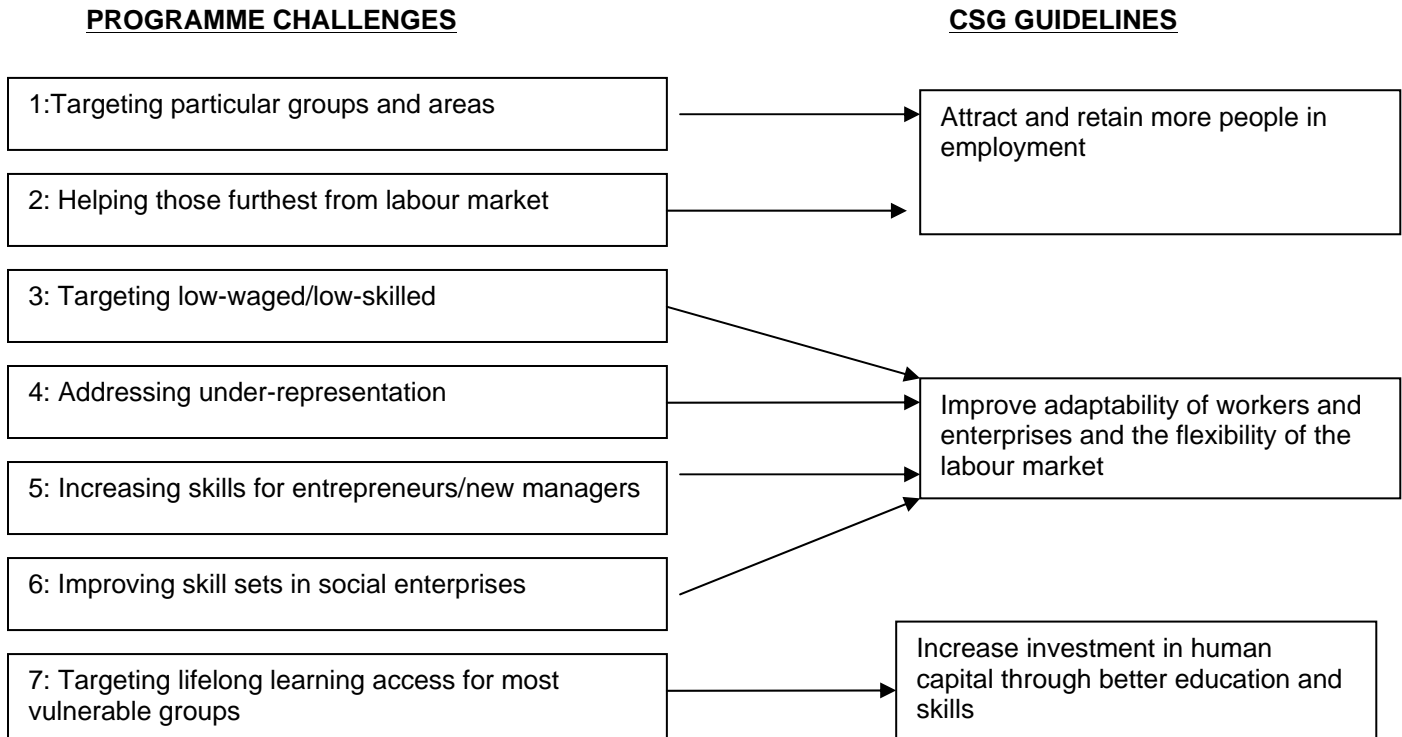 PROGRAMME CHALLENGES
CSG GUIDELINES
1:Targeting particular groups and areas
2: Helping those furthest from labour market
3: Targeting low-waged/low-skilled
4: Addressing under-representation
5: Increasing skills for entrepreneurs/new managers
6: Improving skill sets in social enterprises
7: Targeting lifelong learning access for most
vulnerable groups
Attract and retain more people in
employment
Improve adaptability of workers and
enterprises and the flexibility of the
labour market
Increase investment in human
capital through better education and
skills